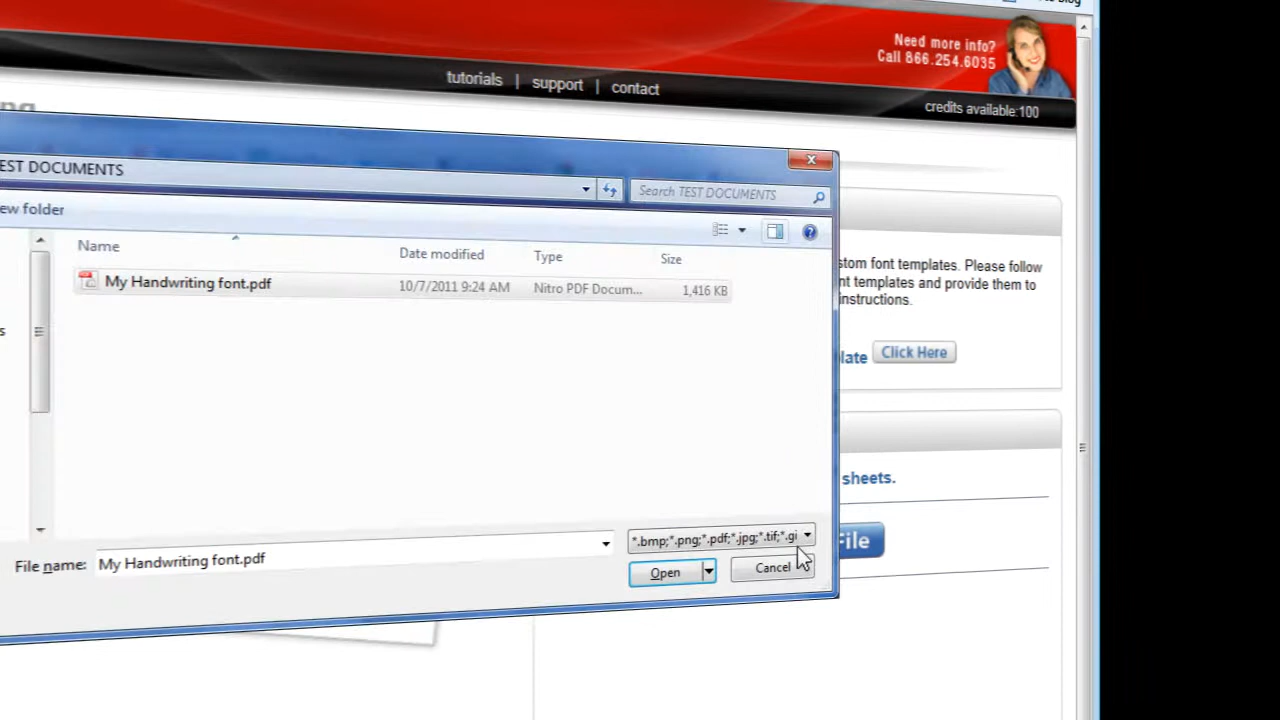 Need more info?
Call 866.254.6035
tutorials | support | contact
credits available:100
EST DOCUMENTS
Search TEST DOCUMENTS
ew folder
Name Date modified Type Size
My Handwriting font.pdf 10/7/2011 9:24 AM Nitro PDF Docum... 1,416 KB
stom font templates. Please follow
nt templates and provide them to
instructions.
late Click Here
s
sheets.
File
*.bmp;*.png;*.pdf;*.jpg;*.tif;*.gi
File name: My Handwriting font.pdf
Open Cancel